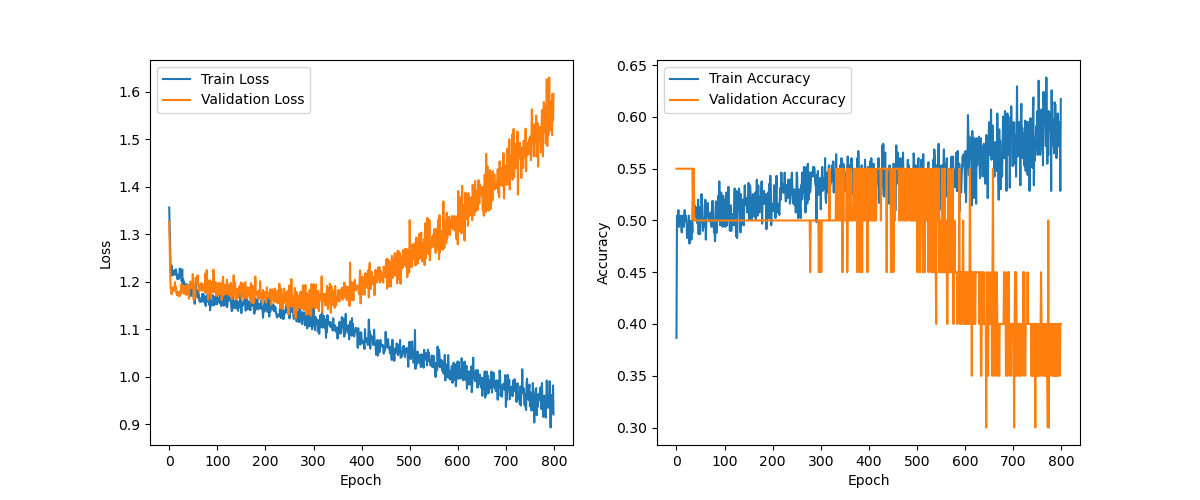 Train Loss
Validation Loss
1.6
1.5
1.4
1.3
1.2
1.1
1.0
0.9
Loss
0 100 200 300 400 500 600 700 800
Epoch
Train Accuracy
Validation Accuracy
0.65
0.60
0.55
0.50
0.45
0.40
0.35
0.30
Accuracy
0 100 200 300 400 500 600 700 800
Epoch